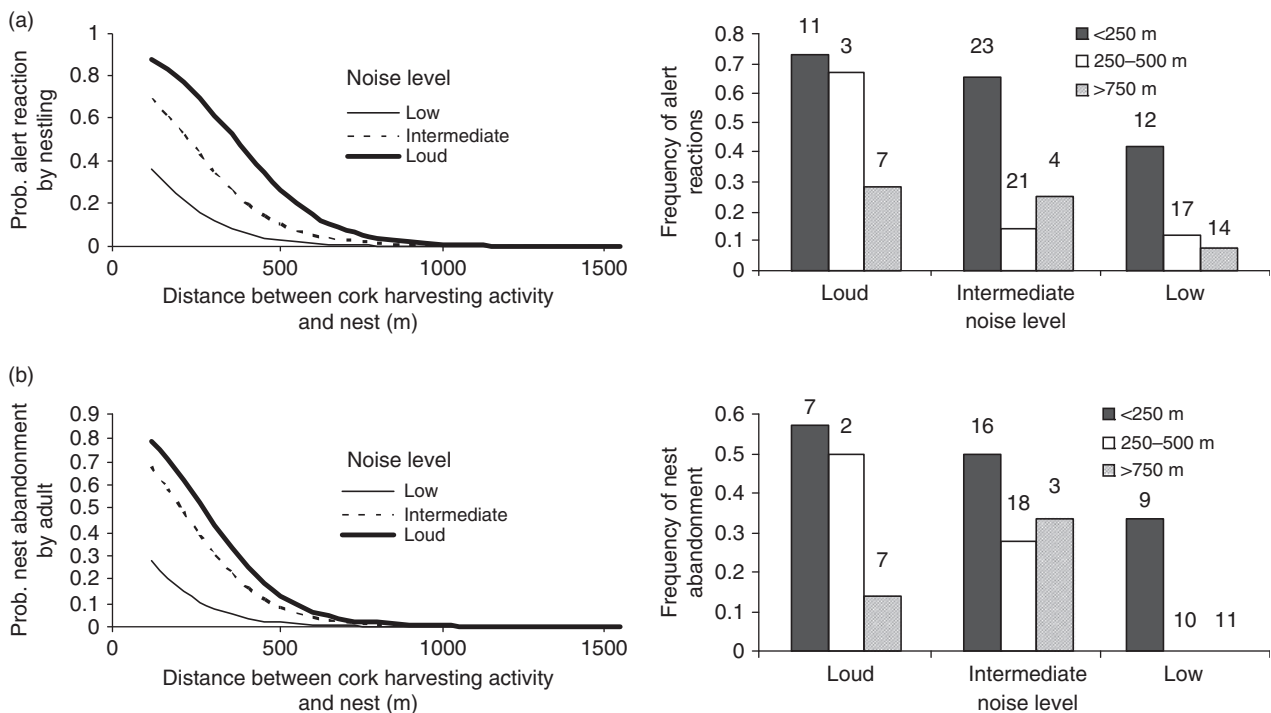 (a)
Prob. alert reaction
by nestling
1
0.8
0.6
0.4
0.2
0
0
500
1000
1500
Distance between cork harvesting activity
and nest (m)
Noise level
Low
Intermediate
Loud
Frequency of alert
reactions
0.8
0.7
0.6
0.5
0.4
0.3
0.2
0.1
0
11
3
7
23
21
4
12
17
14
<250 m
250–500 m
>750 m
Loud
Intermediate
Low
noise level
(b)
Prob. nest abandonment
by adult
0.9
0.8
0.7
0.6
0.5
0.4
0.3
0.2
0.1
0
0
500
1000
1500
Distance between cork harvesting activity
and nest (m)
Noise level
Low
Intermediate
Loud
Frequency of nest
abandonment
0.6
0.5
0.4
0.3
0.2
0.1
0
7
2
7
16
18
3
9
10
11
<250 m
250–500 m
>750 m
Loud
Intermediate
Low
noise level